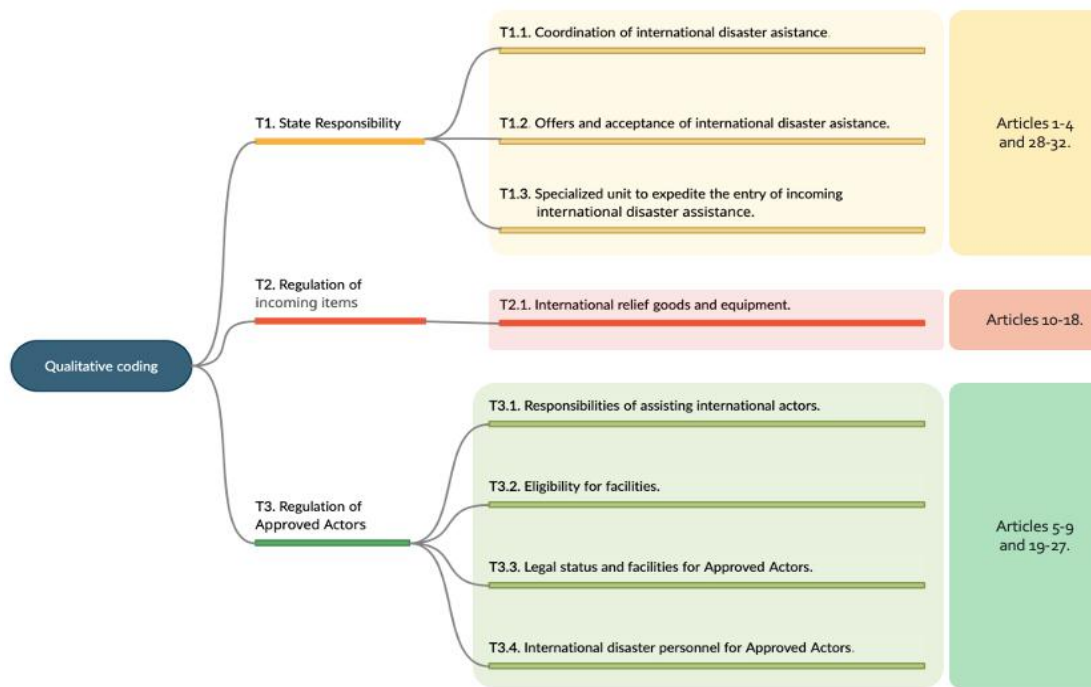 T1.1. Coordination of international disaster asistance.
T1. State Responsibility
T1.2. Offers and acceptance of international disaster asistance.
Articles 1-4
and 28-32.
T1.3. Specialized unit to expedite the entry of incoming
international disaster assistance.
T2. Regulation of
incoming items
T2.1. International relief goods and equipment.
Articles 10-18.
Qualitative coding
T3.1. Responsibilities of assisting international actors.
T3.2. Eligibility for facilities.
T3. Regulation of
Approved Actors
Articles 5-9
and 19-27.
T3.3. Legal status and facilities for Approved Actors.
T3.4. International disaster personnel for Approved Actors.